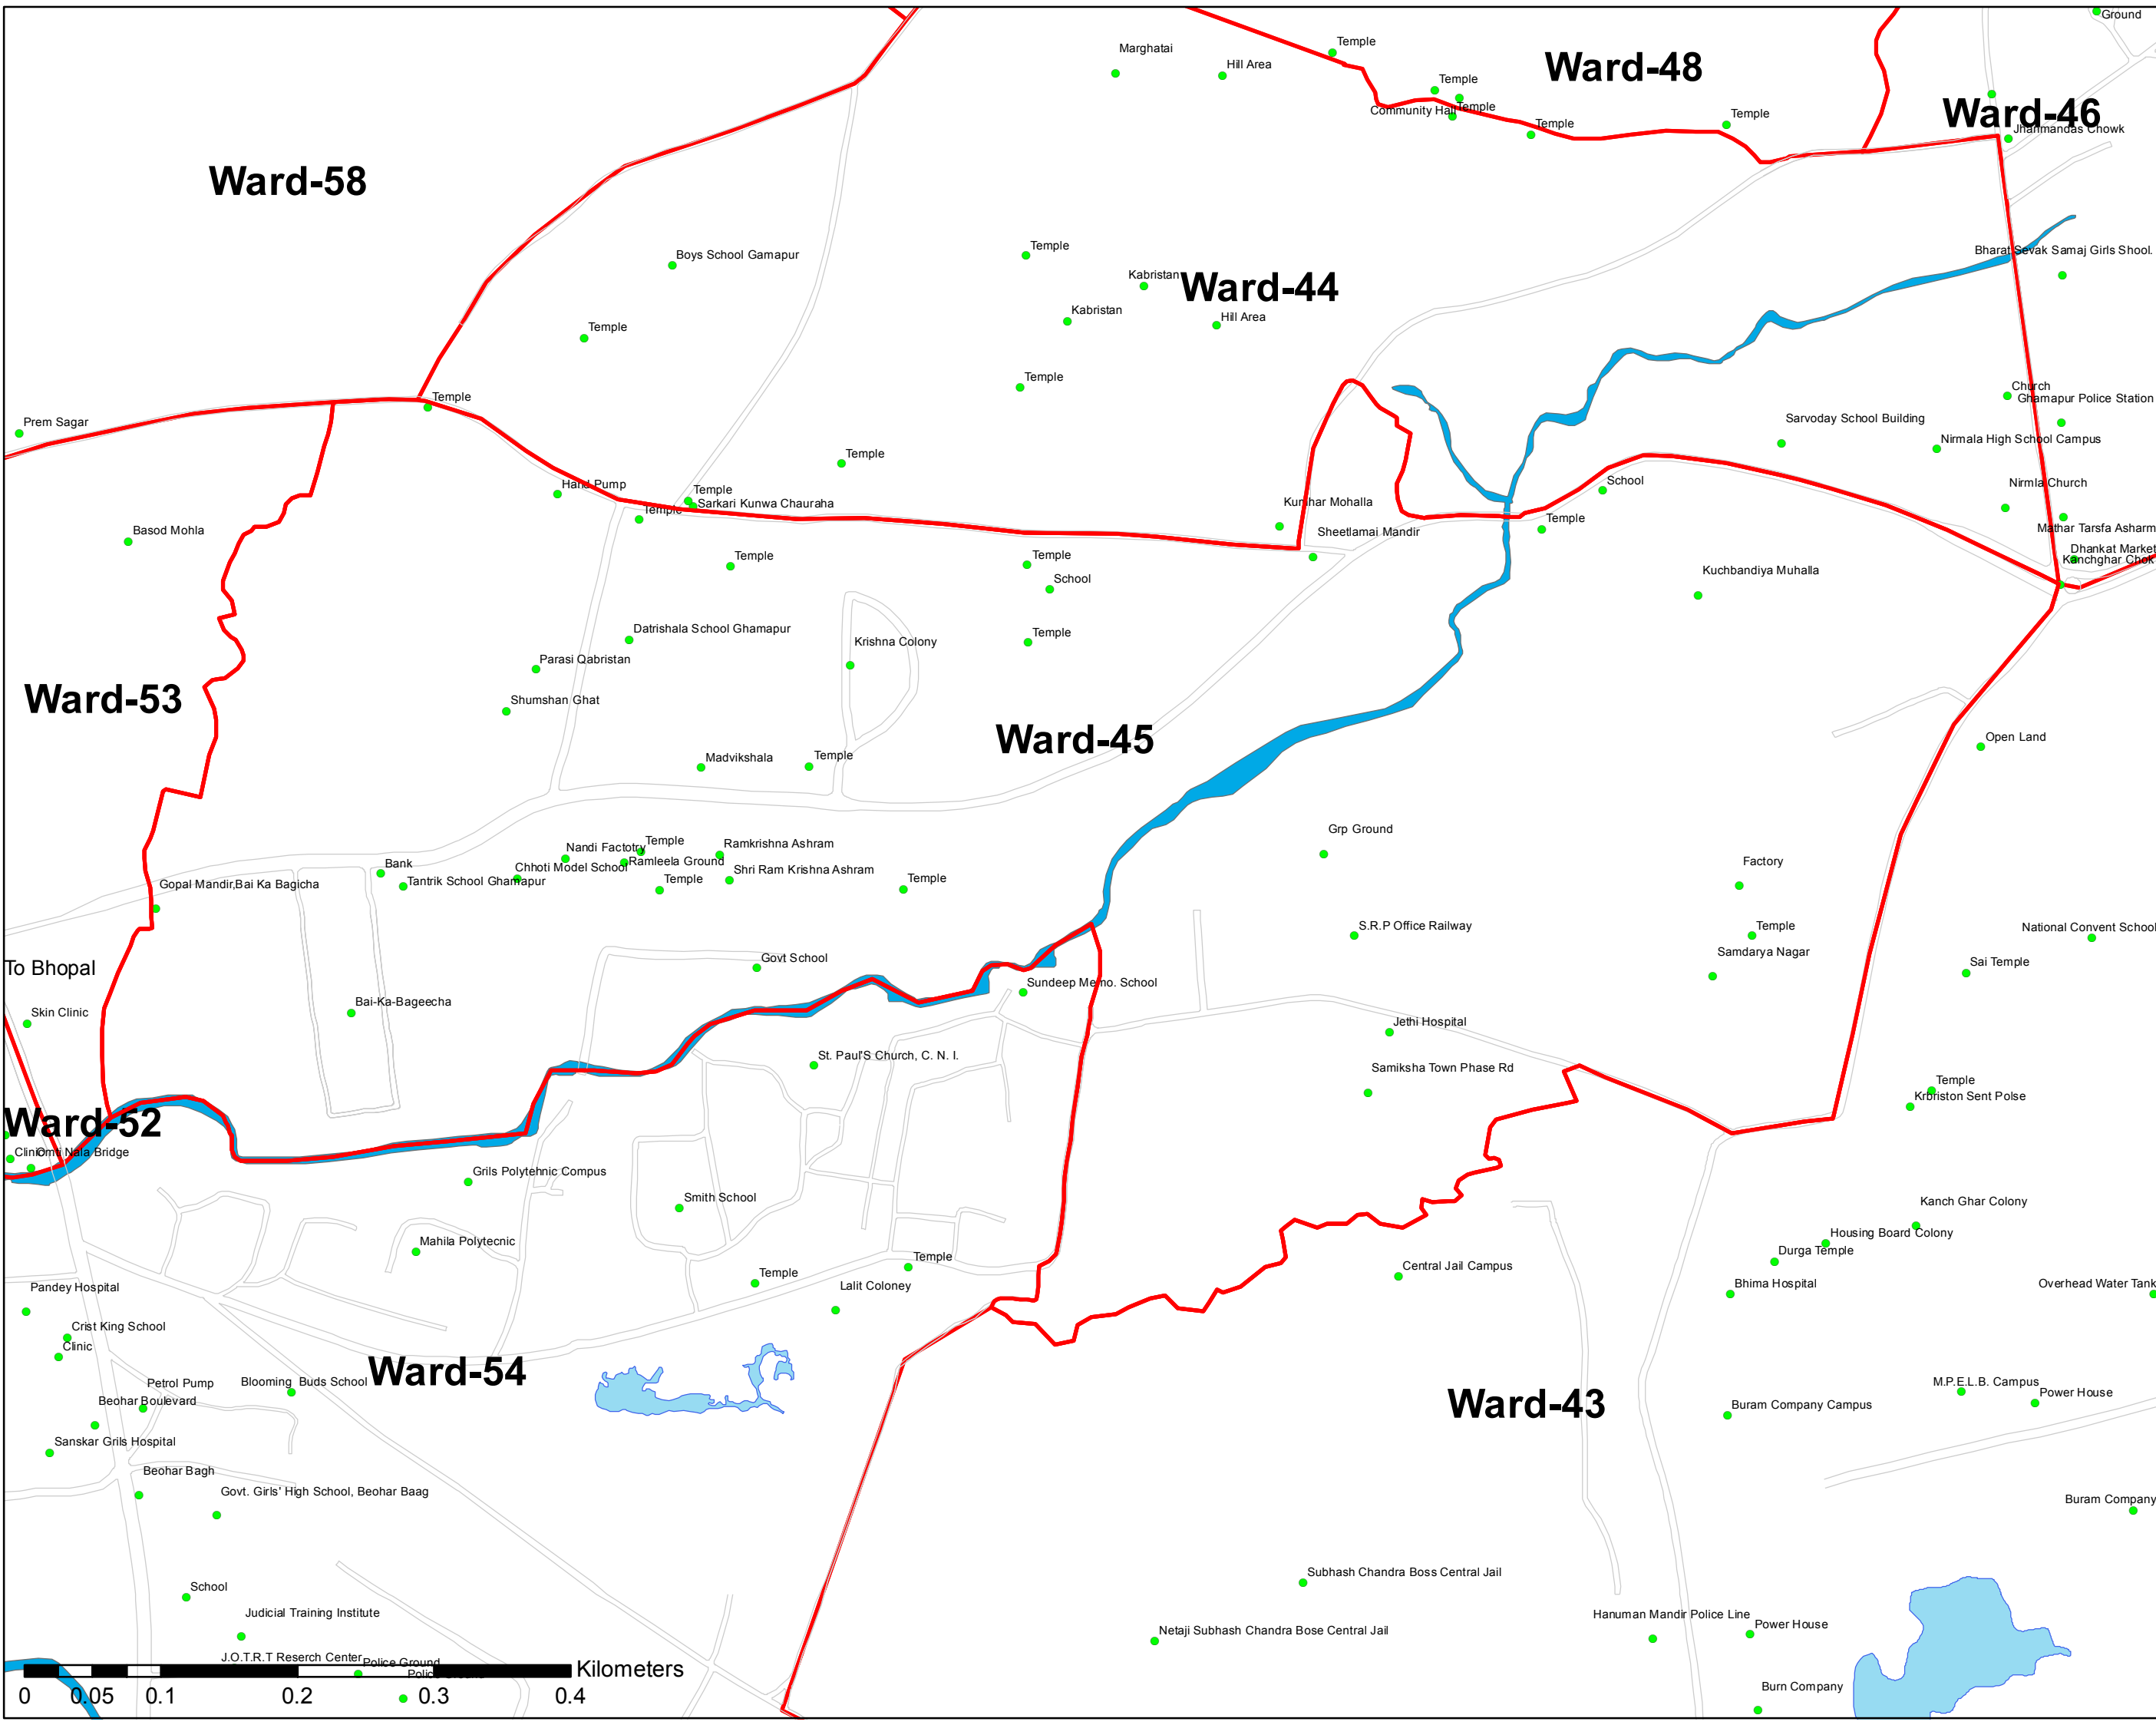 Ground
Temple
Marghatai
Hill Area
Ward-48
Temple
Community Hall
Temple
Temple
Temple
Ward-46
Jhanmandas Chowk
Ward-58
Boys School Gamapur
Temple
Kabristan
Ward-44
Kabristan
Hill Area
Bharat Sevak Samaj Girls Shool.
Temple
Temple
Temple
Church
Ghamapur Police Station
Prem Sagar
Sarvoday School Building
Nirmala High School Campus
Temple
Hand Pump
Temple
Sarkari Kunwa Chauraha
Temple
Kumhar Mohalla
School
Nirmla Church
Basod Mohla
Sheetlamai Mandir
Temple
Mathar Tarsfa Asharm
Dhankat Market
Kanchghar Chok
Temple
Temple
School
Kuchbandiya Muhalla
Datrishala School Ghamapur
Krishna Colony
Temple
Parasi Qabristan
Shumshan Ghat
Ward-53
Ward-45
Open Land
Madvikshala
Temple
Grp Ground
Nandi Factotry
Temple
Ramkrishna Ashram
Bank
Chhoti Model School
Ramleela Ground
Shri Ram Krishna Ashram
Factory
Gopal Mandir,Bai Ka Bagicha
Tantrik School Ghamapur
Temple
Temple
S.R.P Office Railway
Temple
National Convent School
To Bhopal
Govt School
Samdarya Nagar
Sai Temple
Sundeep Memo. School
Skin Clinic
Bai-Ka-Bageecha
Jethi Hospital
St. Paul'S Church, C. N. I.
Samiksha Town Phase Rd
Temple
Krbriston Sent Polse
Ward-52
Clinic
Omti Nala Bridge
Grils Polytehnic Compus
Smith School
Kanch Ghar Colony
Mahila Polytecnic
Housing Board Colony
Durga Temple
Temple
Temple
Central Jail Campus
Pandey Hospital
Lalit Coloney
Bhima Hospital
Overhead Water Tank
Crist King School
Clinic
Ward-54
Petrol Pump
Blooming Buds School
Beohar Boulevard
Ward-43
M.P.E.L.B. Campus
Power House
Buram Company Campus
Sanskar Grils Hospital
Beohar Bagh
Govt. Girls' High School, Beohar Baag
Buram Company
School
Subhash Chandra Boss Central Jail
Judicial Training Institute
Netaji Subhash Chandra Bose Central Jail
Hanuman Mandir Police Line
Power House
J.O.T.R.T Reserch Center
Police Ground
Kilometers
0 0.05 0.1 0.2 0.3 0.4
Burn Company